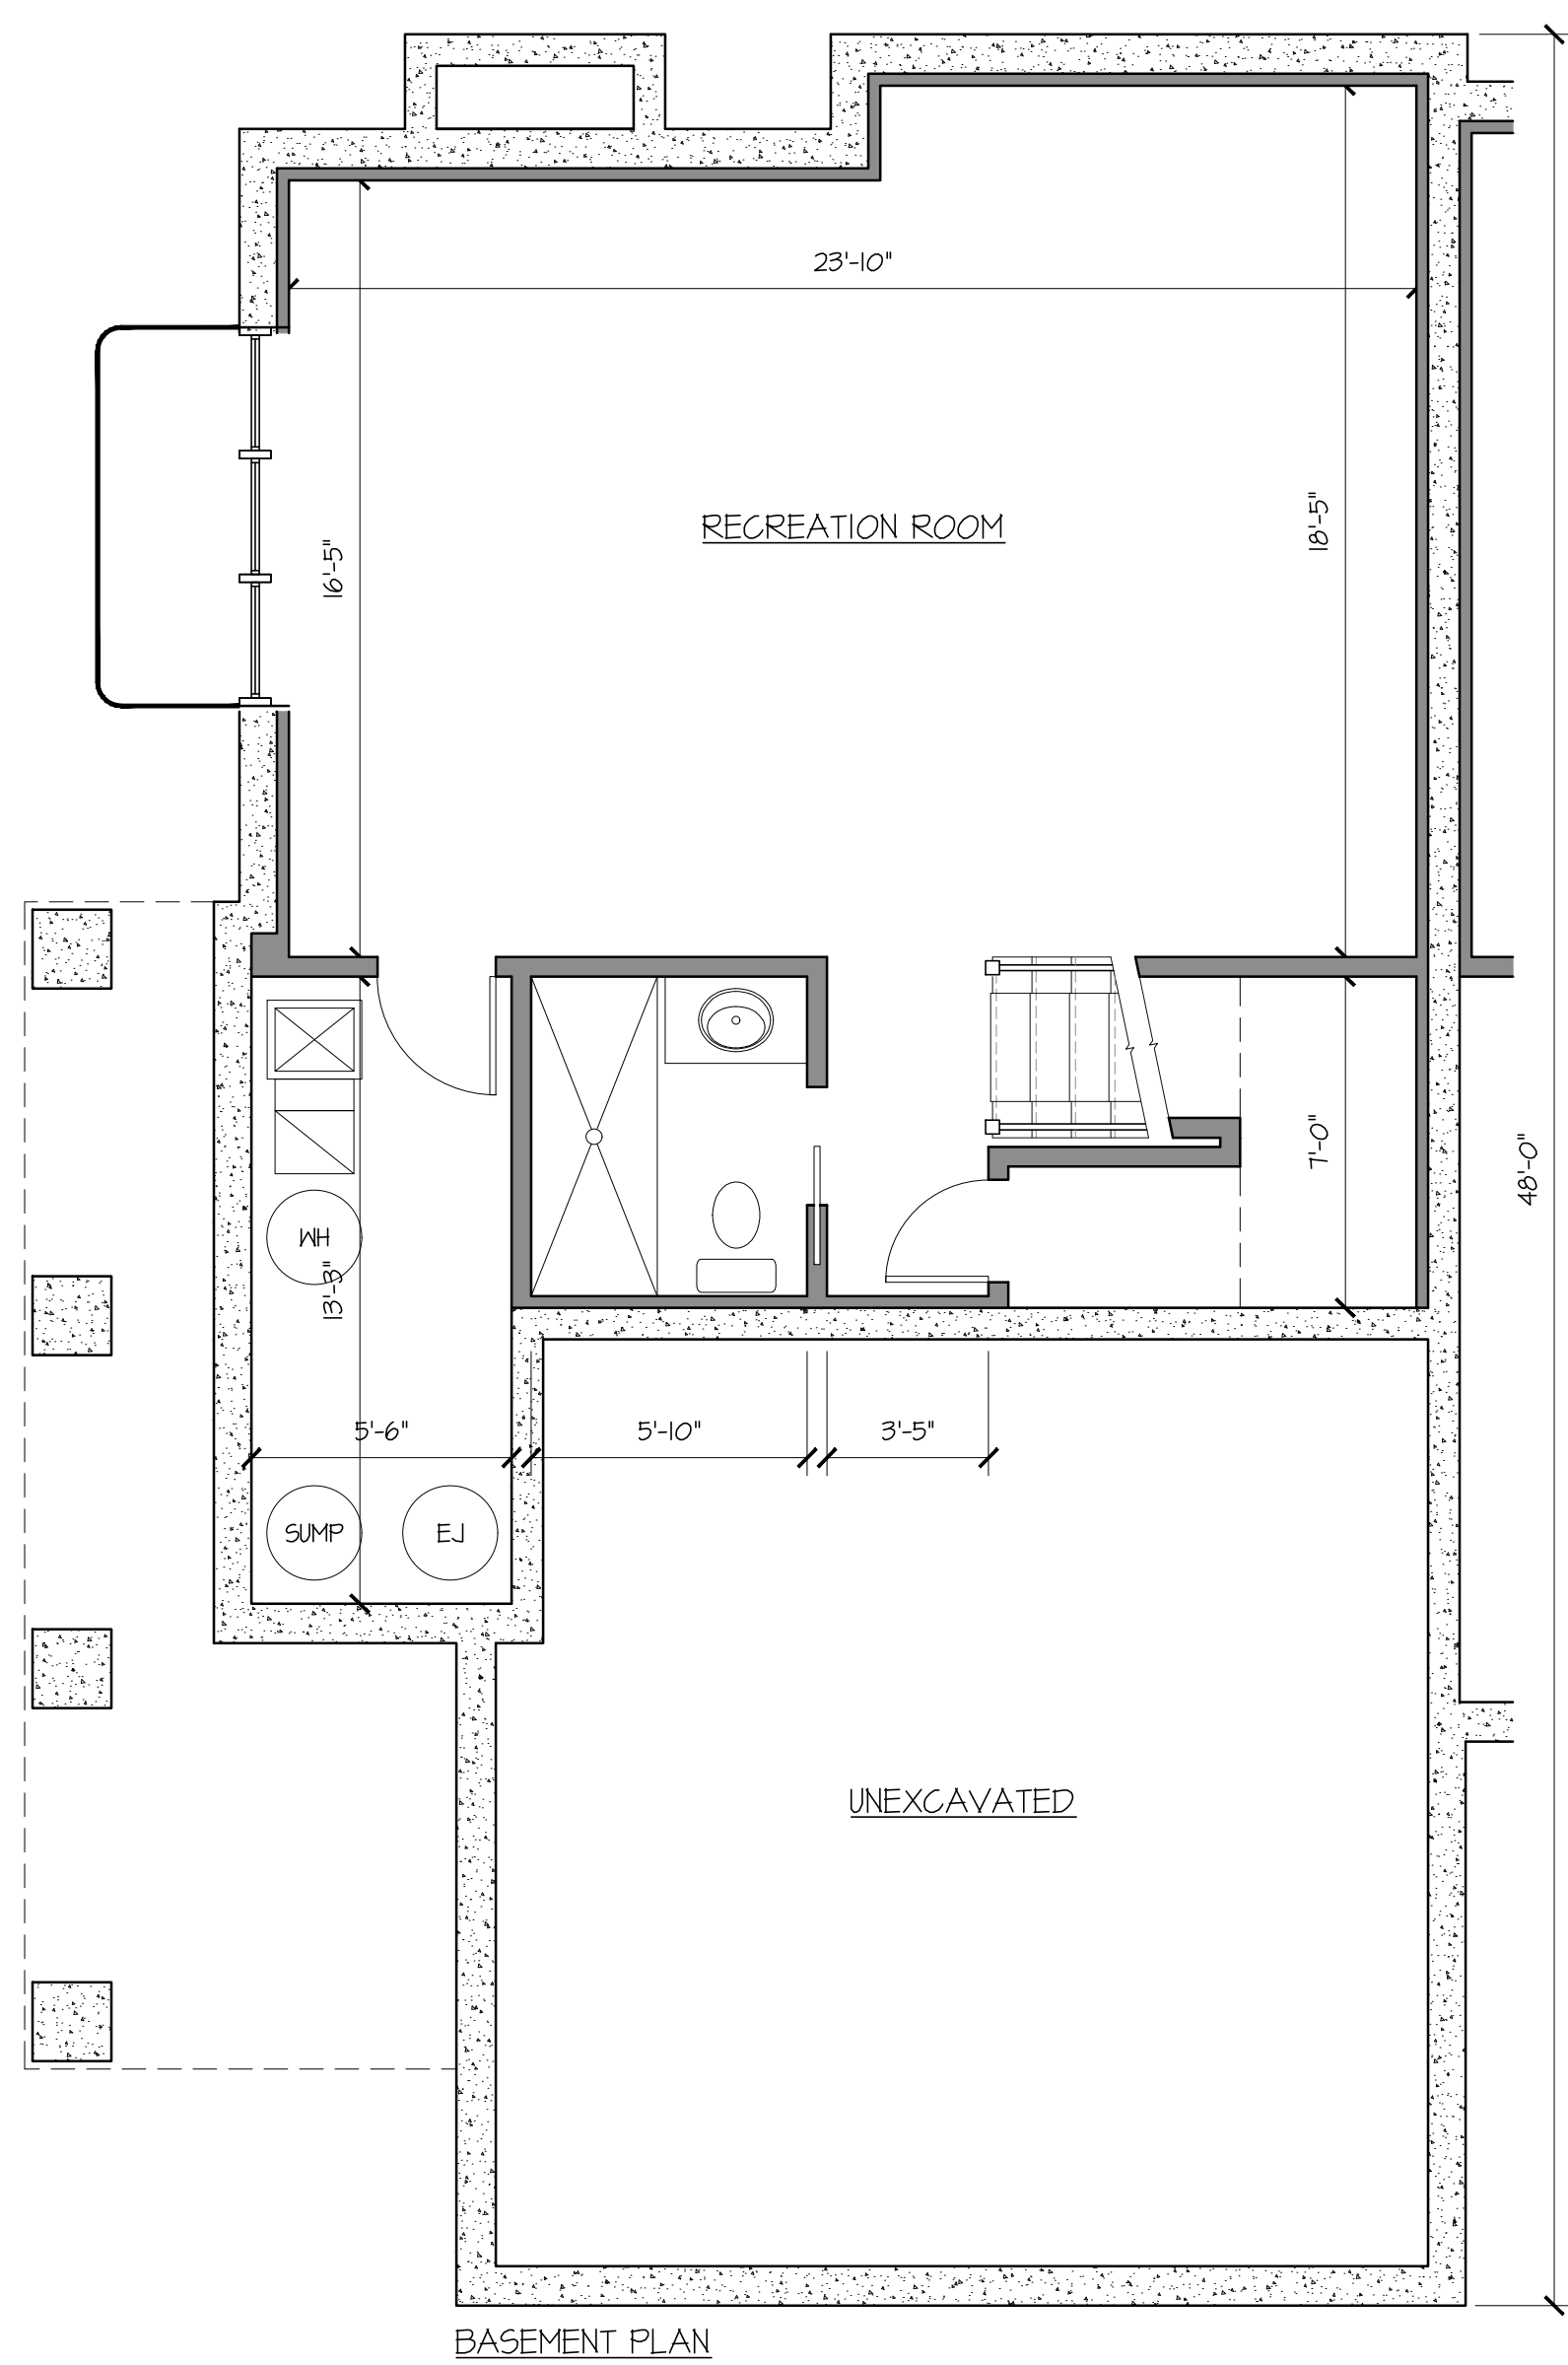 23'-10"
RECREATION ROOM
18'-5"
16'-5"
7'-0"
48'-0"
WH
13'-3"
5'-6"
5'-10"
3'-5"
SUMP
EJ
UNEXCAVATED
BASEMENT PLAN